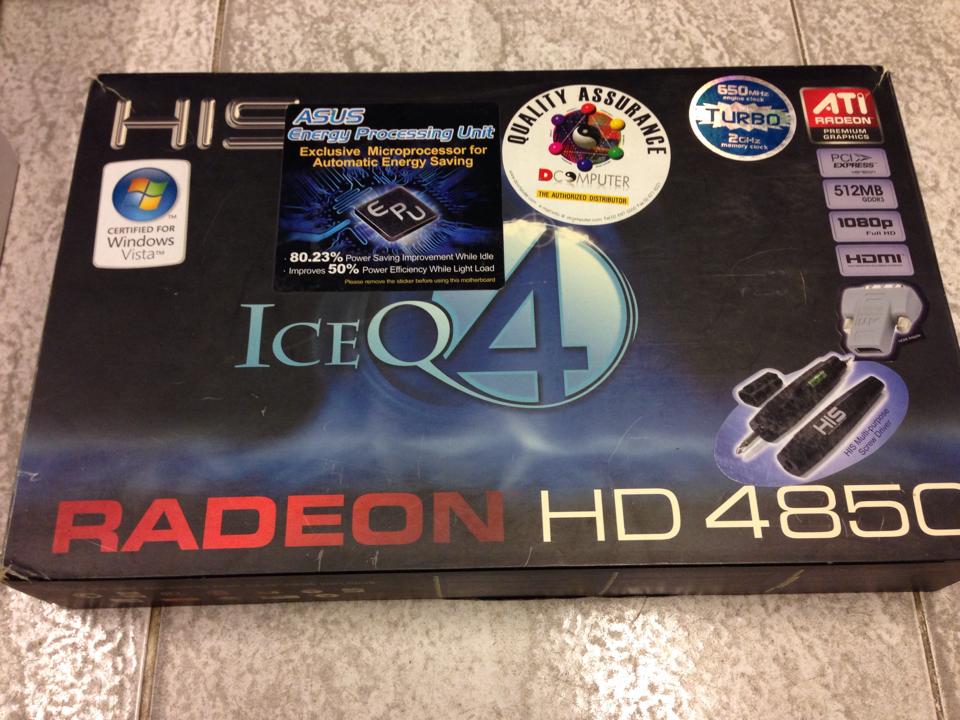 HIS
ASUS
Energy Processing Unit
Exclusive Microprocessor for
Automatic Energy Saving
EPU
80.23% Power Saving Improvement While Idle
Improves 50% Power Efficiency While Light Load
Please remove the sticker before using this motherboard
CERTIFIED FOR
Windows
Vista™
QUALITY ASSURANCE
DCOMPUTER
THE AUTHORIZED DISTRIBUTOR
650MHz
engine clock
TURBO
2GHz
memory clock
ATI
RADEON
PREMIUM
GRAPHICS
PCI
EXPRESS
512MB
GDDR3
1080p
Full HD
HDMI
ICEQ4
HIS
HIS Multi-purpose
Screw Driver
RADEON HD 4850